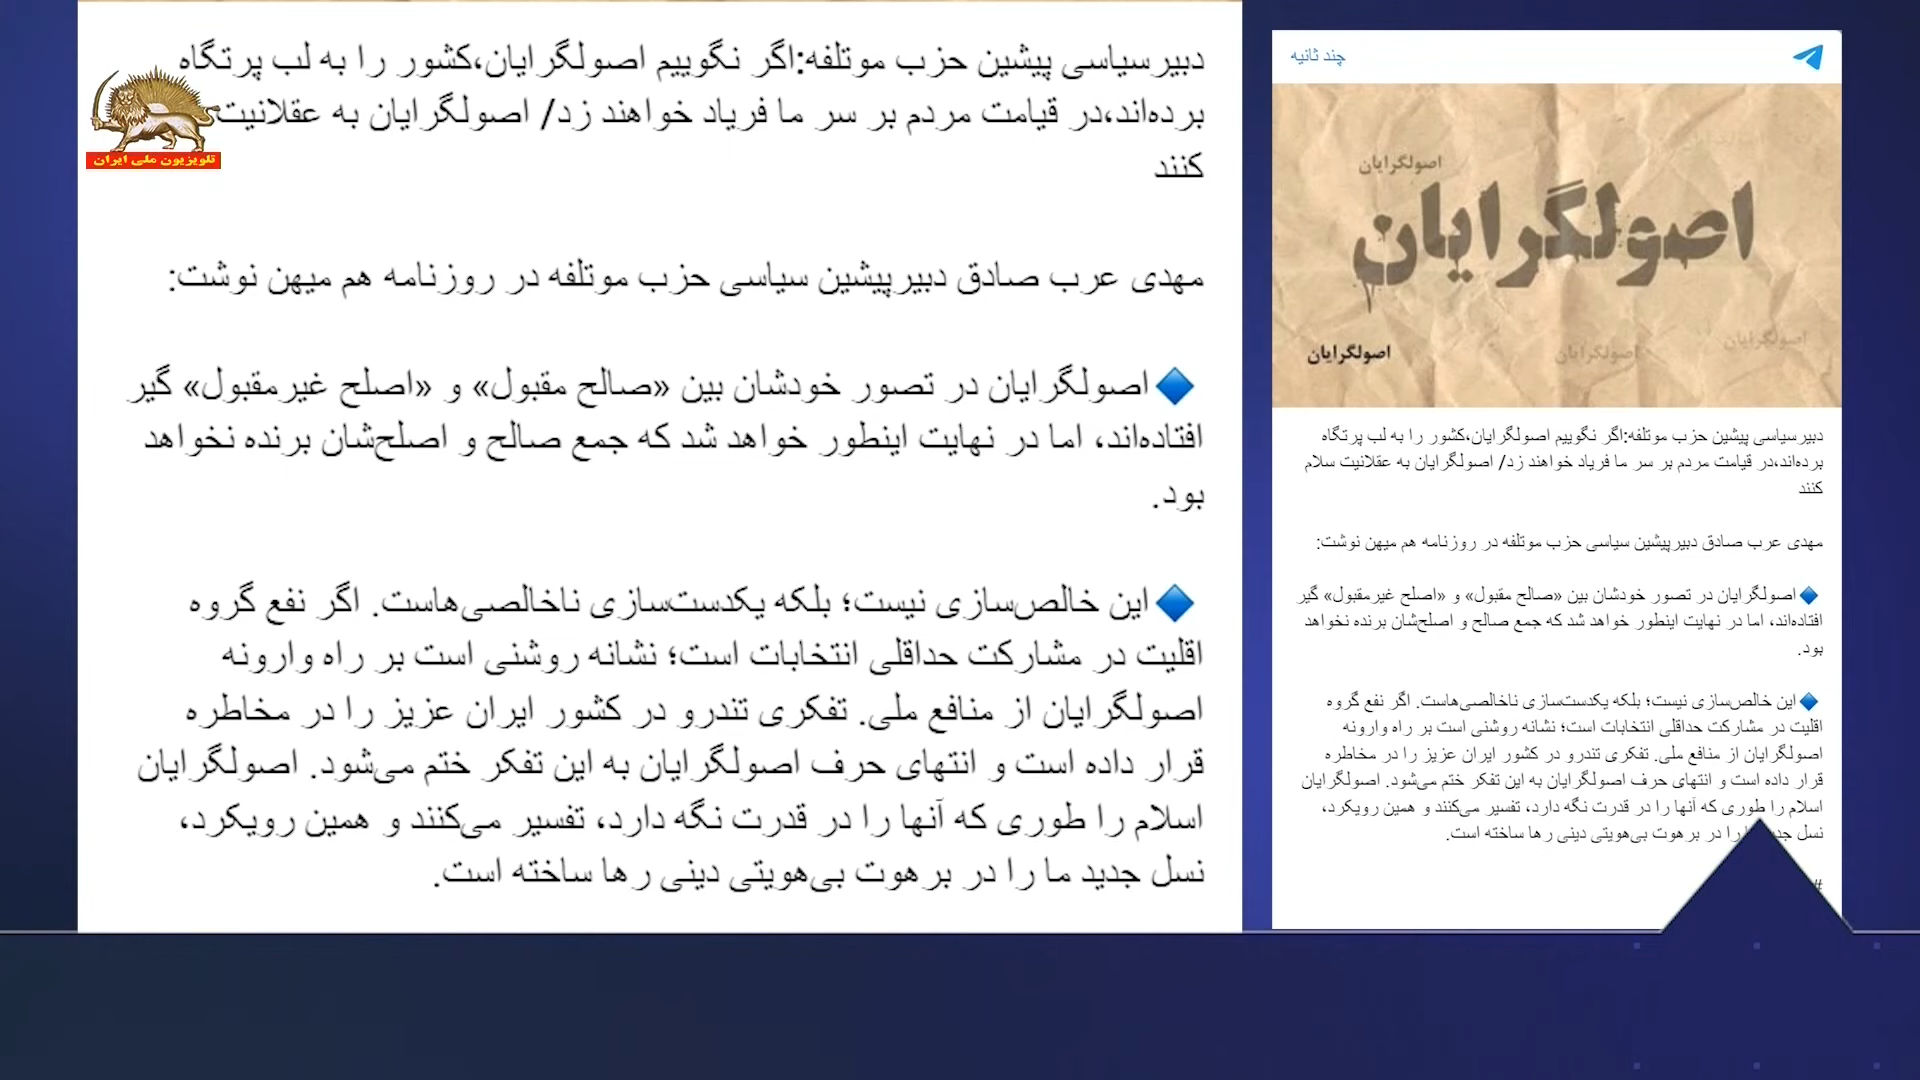 دبیرسیاسی پیشین حزب موتلفه:اگر نگوییم اصولگرایان،کشور را به لب پرتگاه
برده‌اند،در قیامت مردم بر سر ما فریاد خواهند زد/ اصولگرایان به عقلانیت
کنند
مهدی عرب صادق دبیرپیشین سیاسی حزب موتلفه در روزنامه هم میهن نوشت:
🔷اصولگرایان در تصور خودشان بین «صالح مقبول» و «اصلح غیرمقبول» گیر
افتاده‌اند، اما در نهایت اینطور خواهد شد که جمع صالح و اصلح‌شان برنده نخواهد
بود.
🔷این خالص‌سازی نیست؛ بلکه یکدست‌سازی ناخالصی‌هاست. اگر نفع گروه
اقلیت در مشارکت حداقلی انتخابات است؛ نشانه روشنی است بر راه وارونه
اصولگرایان از منافع ملی. تفکری تندرو در کشور ایران عزیز را در مخاطره
قرار داده است و انتهای حرف اصولگرایان به این تفکر ختم می‌شود. اصولگرایان
اسلام را طوری که آنها را در قدرت نگه دارد، تفسیر می‌کنند و همین رویکرد،
نسل جدید ما را در برهوت بی‌هویتی دینی رها ساخته است.
تلویزیون ملی ایران
چند ثانیه
اصولگرایان
اصولگرایان
اصولگرایان
اصولگرایان
اصولگرایان
دبیرسیاسی پیشین حزب موتلفه:اگر نگوییم اصولگرایان،کشور را به لب پرتگاه
برده‌اند،در قیامت مردم بر سر ما فریاد خواهند زد/ اصولگرایان به عقلانیت سلام
کنند
مهدی عرب صادق دبیرپیشین سیاسی حزب موتلفه در روزنامه هم میهن نوشت:
🔷اصولگرایان در تصور خودشان بین «صالح مقبول» و «اصلح غیرمقبول» گیر
افتاده‌اند، اما در نهایت اینطور خواهد شد که جمع صالح و اصلح‌شان برنده نخواهد
بود.
🔷این خالص‌سازی نیست؛ بلکه یکدست‌سازی ناخالصی‌هاست. اگر نفع گروه
اقلیت در مشارکت حداقلی انتخابات است؛ نشانه روشنی است بر راه وارونه
اصولگرایان از منافع ملی. تفکری تندرو در کشور ایران عزیز را در مخاطره
قرار داده است و انتهای حرف اصولگرایان به این تفکر ختم می‌شود. اصولگرایان
اسلام را طوری که آنها را در قدرت نگه دارد، تفسیر می‌کنند و همین رویکرد،
نسل را در برهوت بی‌هویتی دینی رها ساخته است.
#